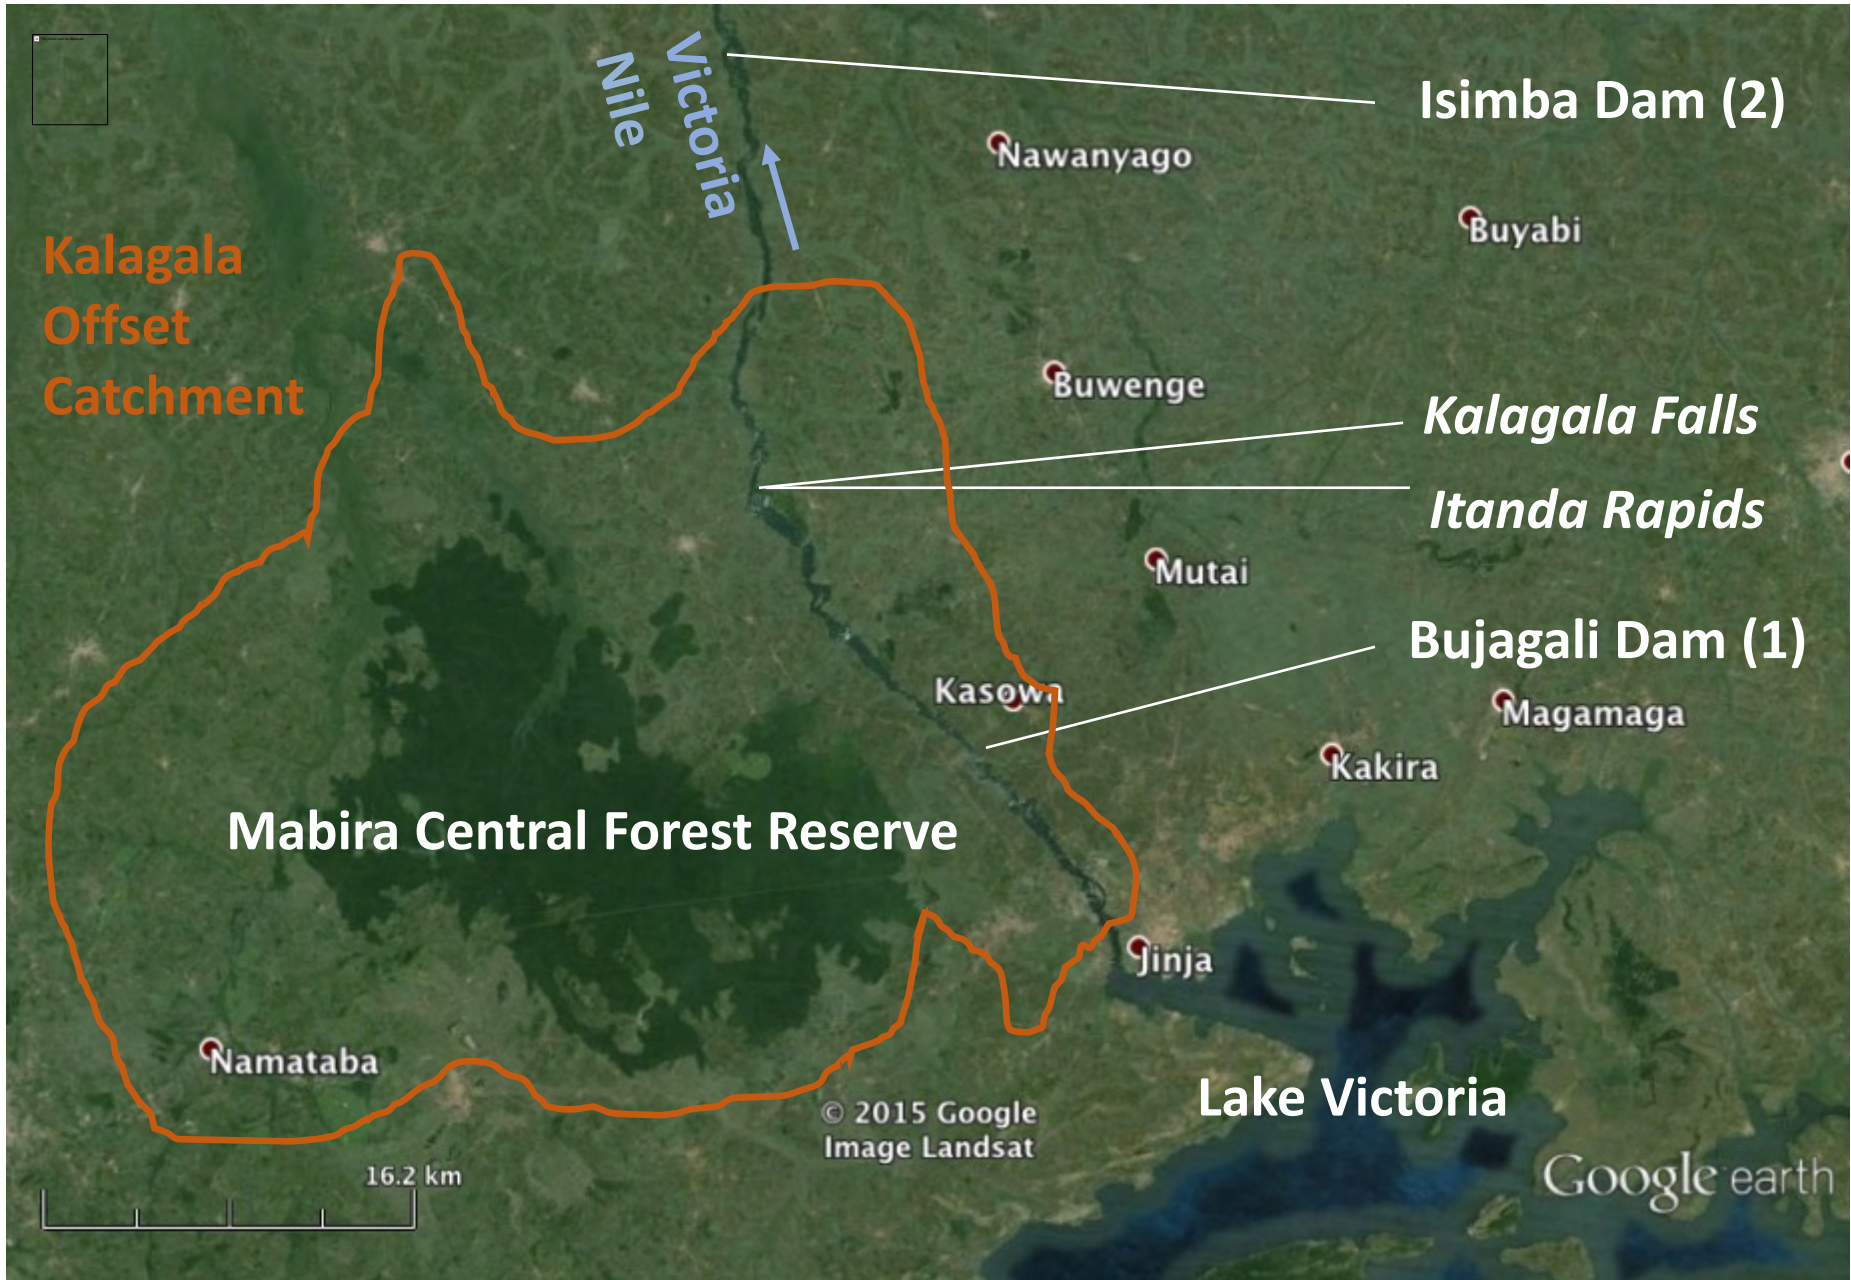 Victoria
Nile
Isimba Dam (2)
Nawanyago
Buyabi
Kalagala
Offset
Catchment
Buwenge
Kalagala Falls
Itanda Rapids
Mutai
Bujagali Dam (1)
Kasowa
Magamaga
Kakira
Mabira Central Forest Reserve
Jinja
Namataba
Lake Victoria
© 2015 Google
Image Landsat
16.2 km
Google earth